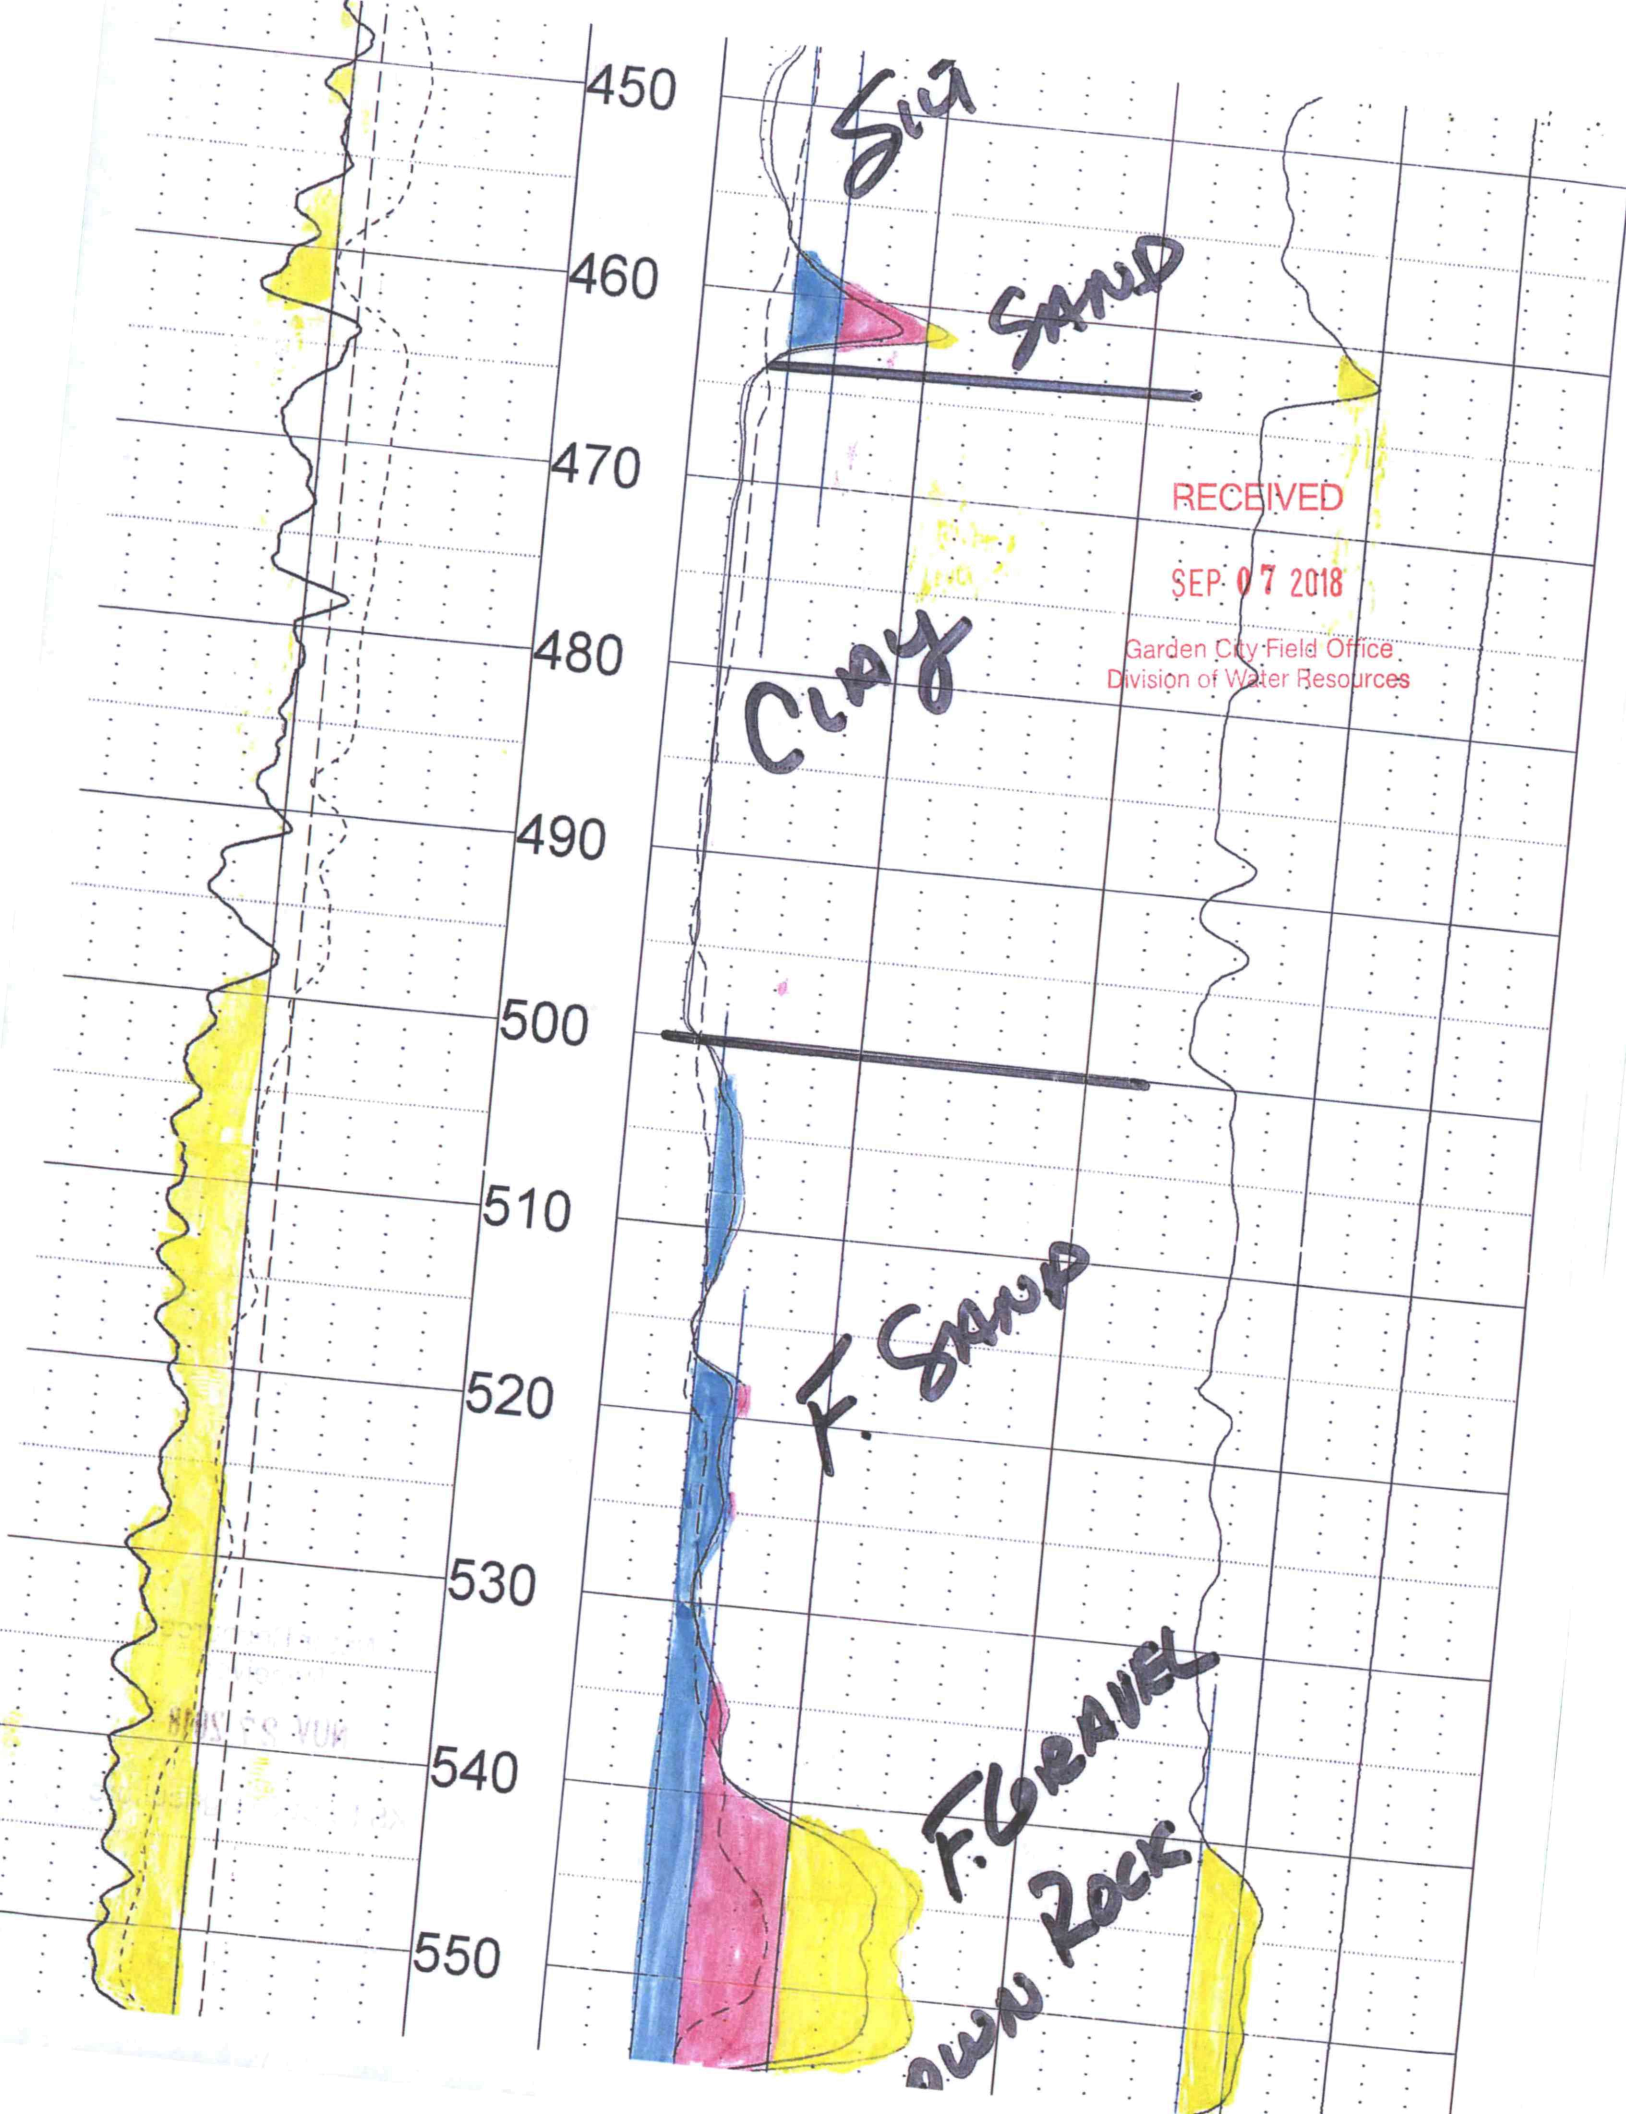 450
Silt
460
SAND
470
RECEIVED
SEP 07 2018
Garden City Field Office
Division of Water Resources
480
CLAY
490
500
510
F. SAND
520
530
540
F. GRAVEL
ROCK
550